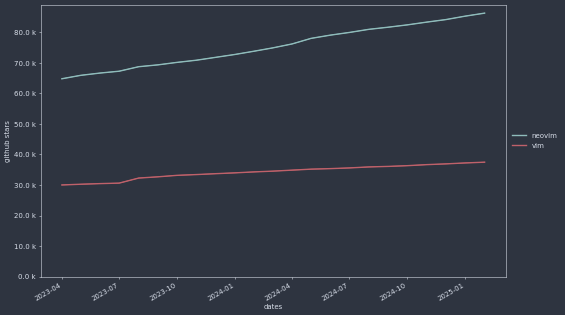 80.0 k
70.0 k
60.0 k
50.0 k
40.0 k
30.0 k
20.0 k
10.0 k
0.0 k
github stars
2023-04
2023-07
2023-10
2024-01
2024-04
2024-07
2024-10
2025-01
dates
neovim
vim